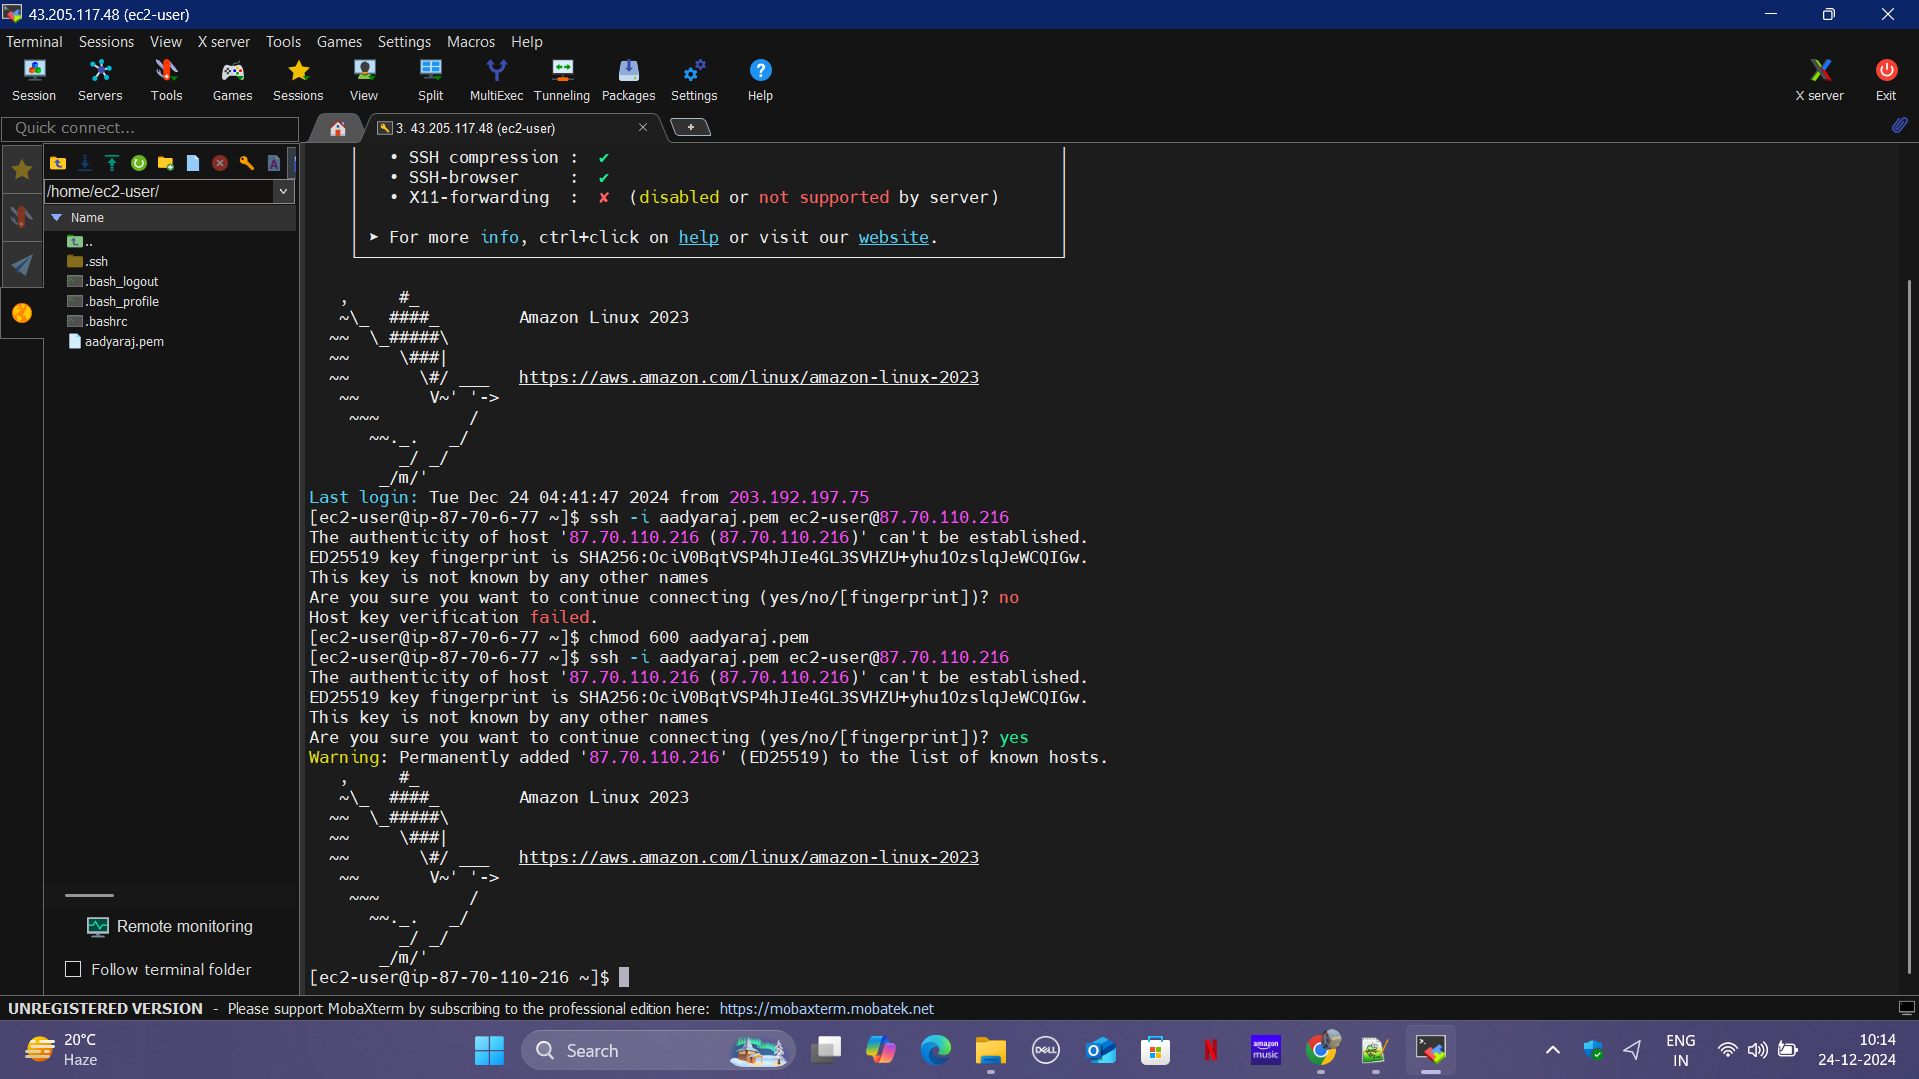 43.205.117.48 (ec2-user)
Terminal Sessions View X server Tools Games Settings Macros Help
Session Servers Tools Games Sessions View Split MultiExec Tunneling Packages Settings Help X server Exit
Quick connect...
3. 43.205.117.48 (ec2-user)
/home/ec2-user/
Name
..
.ssh
.bash_logout
.bash_profile
.bashrc
aadyaraj.pem
Remote monitoring
Follow terminal folder
• SSH compression : ✔
• SSH-browser : ✔
• X11-forwarding : ✘ (disabled or not supported by server)
➤ For more info, ctrl+click on help or visit our website.
   ,     #_
   ~\_  ####_        Amazon Linux 2023
  ~~  \_#####\
  ~~     \###|
  ~~       \#/ ___   https://aws.amazon.com/linux/amazon-linux-2023
   ~~       V~' '->
    ~~~         /
      ~~._.   _/
         _/ _/
       _/m/'
Last login: Tue Dec 24 04:41:47 2024 from 203.192.197.75
[ec2-user@ip-87-70-6-77 ~]$ ssh -i aadyaraj.pem ec2-user@87.70.110.216
The authenticity of host '87.70.110.216 (87.70.110.216)' can't be established.
ED25519 key fingerprint is SHA256:OciV0BqtVSP4hJIe4GL3SVHZU+yhu1OzslqJeWCQIGw.
This key is not known by any other names
Are you sure you want to continue connecting (yes/no/[fingerprint])? no
Host key verification failed.
[ec2-user@ip-87-70-6-77 ~]$ chmod 600 aadyaraj.pem
[ec2-user@ip-87-70-6-77 ~]$ ssh -i aadyaraj.pem ec2-user@87.70.110.216
The authenticity of host '87.70.110.216 (87.70.110.216)' can't be established.
ED25519 key fingerprint is SHA256:OciV0BqtVSP4hJIe4GL3SVHZU+yhu1OzslqJeWCQIGw.
This key is not known by any other names
Are you sure you want to continue connecting (yes/no/[fingerprint])? yes
Warning: Permanently added '87.70.110.216' (ED25519) to the list of known hosts.
   ,     #_
   ~\_  ####_        Amazon Linux 2023
  ~~  \_#####\
  ~~     \###|
  ~~       \#/ ___   https://aws.amazon.com/linux/amazon-linux-2023
   ~~       V~' '->
    ~~~         /
      ~~._.   _/
         _/ _/
       _/m/'
[ec2-user@ip-87-70-110-216 ~]$
UNREGISTERED VERSION - Please support MobaXterm by subscribing to the professional edition here: https://mobaxterm.mobatek.net
20°C
Haze
Search
DELL
amazon music
ENG
IN
10:14
24-12-2024